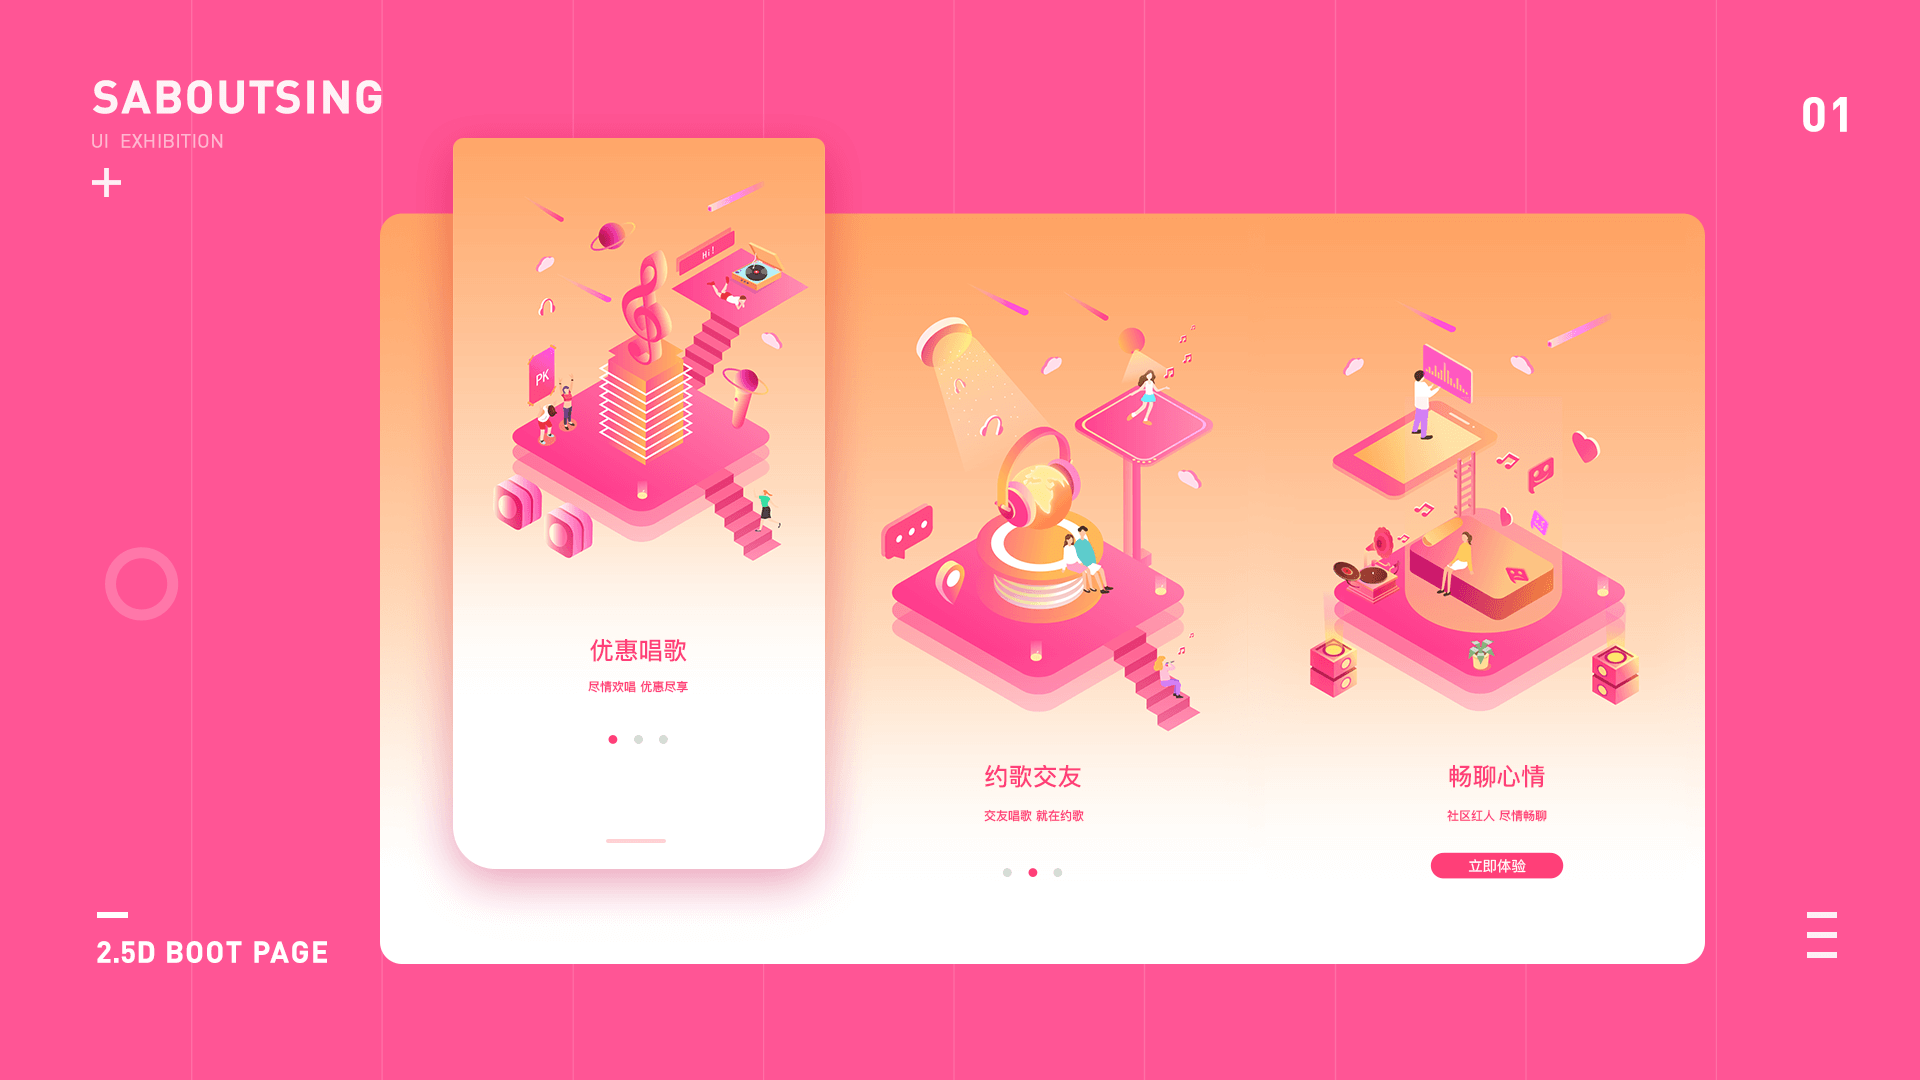 SABOUTSING
UI EXHIBITION
01
Hi!
PK
优惠唱歌
尽情欢唱 优惠尽享
约歌交友
交友唱歌 就在约歌
畅聊心情
社区红人 尽情畅聊
立即体验
2.5D BOOT PAGE